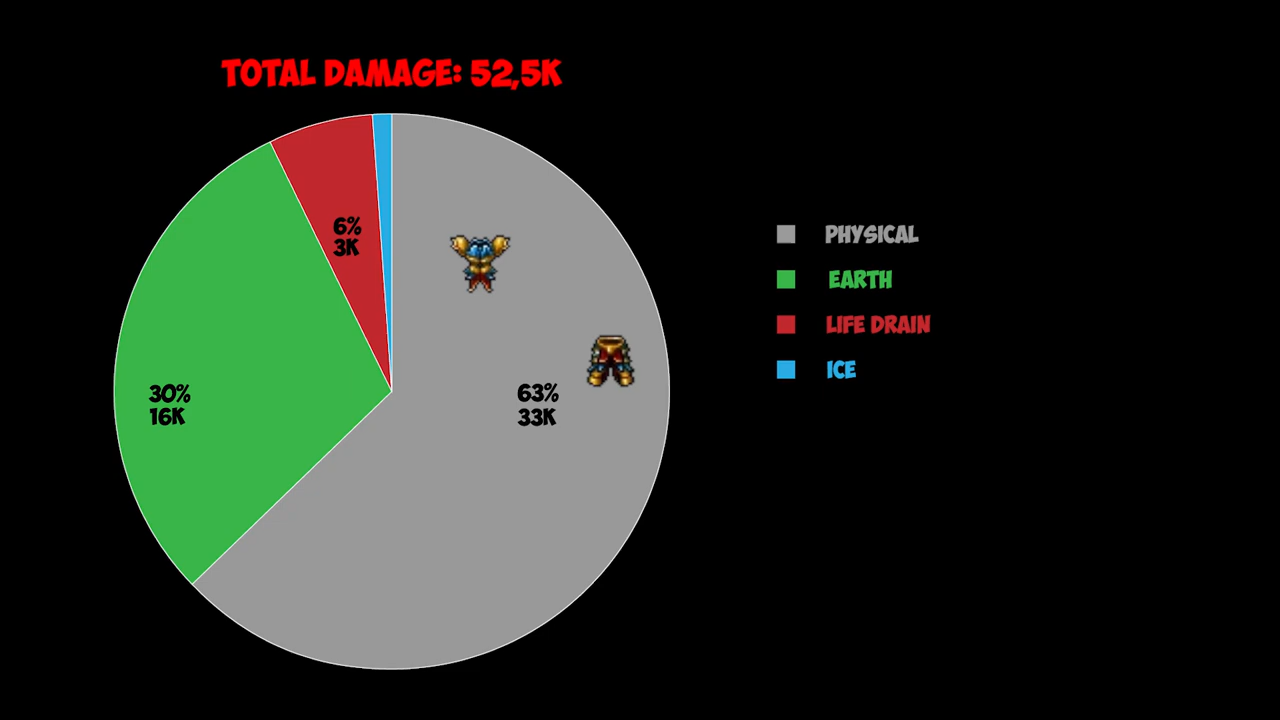 TOTAL DAMAGE: 52,5K
6%
3K
30%
16K
63%
33K
PHYSICAL
EARTH
LIFE DRAIN
ICE